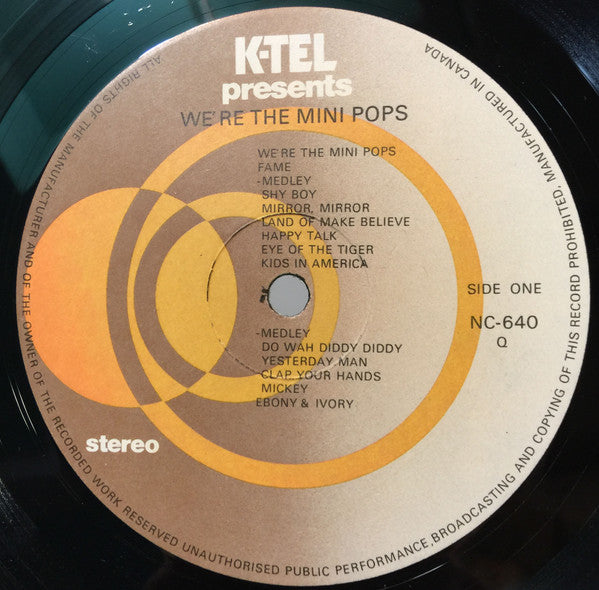 K-TEL
presents
WE'RE THE MINI POPS
WE'RE THE MINI POPS
FAME
-MEDLEY
SHY BOY
MIRROR, MIRROR
LAND OF MAKE BELIEVE
HAPPY TALK
EYE OF THE TIGER
KIDS IN AMERICA
SIDE ONE
NC-640
Q
-MEDLEY
DO WAH DIDDY DIDDY
YESTERDAY MAN
CLAP YOUR HANDS
MICKEY
EBONY & IVORY
stereo
ALL RIGHTS OF THE MANUFACTURER AND OF THE OWNER OF THE RECORDED WORK RESERVED UNAUTHORISED PUBLIC PERFORMANCE, BROADCASTING AND COPYING OF THIS RECORD PROHIBITED, MANUFACTURED IN CANADA